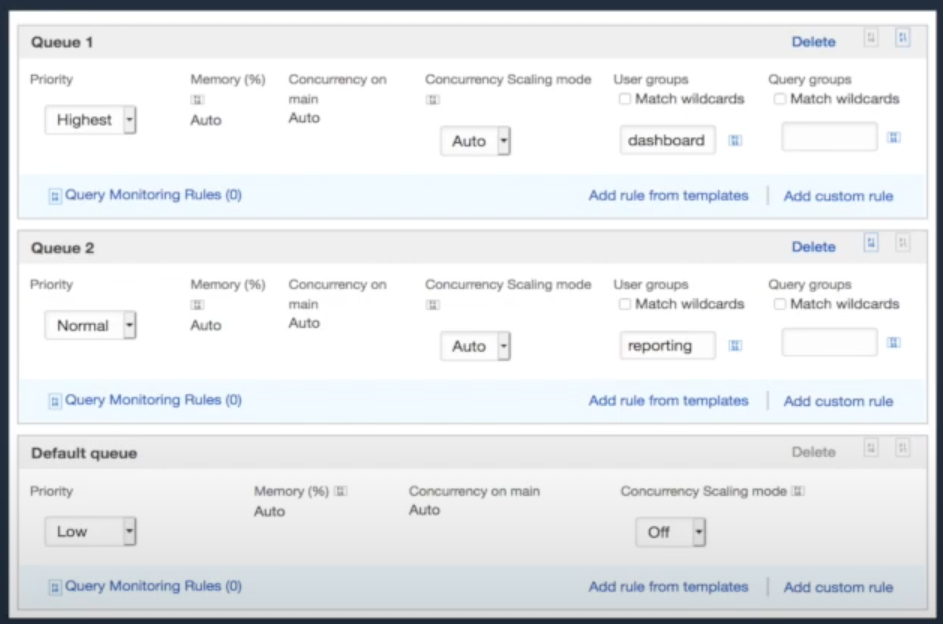 Queue 1 Delete
Priority Memory (%) Concurrency on main Concurrency Scaling mode User groups Query groups
Match wildcards Match wildcards
Highest Auto Auto Auto dashboard
Query Monitoring Rules (0) Add rule from templates Add custom rule
Queue 2 Delete
Priority Memory (%) Concurrency on main Concurrency Scaling mode User groups Query groups
Match wildcards Match wildcards
Normal Auto Auto Auto reporting
Query Monitoring Rules (0) Add rule from templates Add custom rule
Default queue Delete
Priority Memory (%) Concurrency on main Concurrency Scaling mode
Low Auto Auto Off
Query Monitoring Rules (0) Add rule from templates Add custom rule